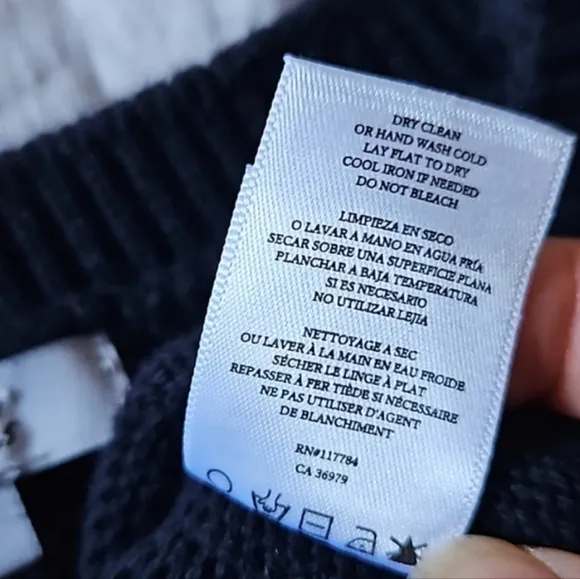 DRY CLEAN
OR HAND WASH COLD
LAY FLAT TO DRY
COOL IRON IF NEEDED
DO NOT BLEACH
LIMPIEZA EN SECO
O LAVAR A MANO EN AGUA FRÍA
SECAR SOBRE UNA SUPERFICIE PLANA
PLANCHAR A BAJA TEMPERATURA
SI ES NECESARIO
NO UTILIZAR LEJIA
NETTOYAGE A SEC
OU LAVER À LA MAIN EN EAU FROIDE
SÉCHER LE LINGE À PLAT
REPASSER À FER TIÈDE SI NÉCESSAIRE
NE PAS UTILISER D'AGENT
DE BLANCHIMENT
RN#117784
CA 36979